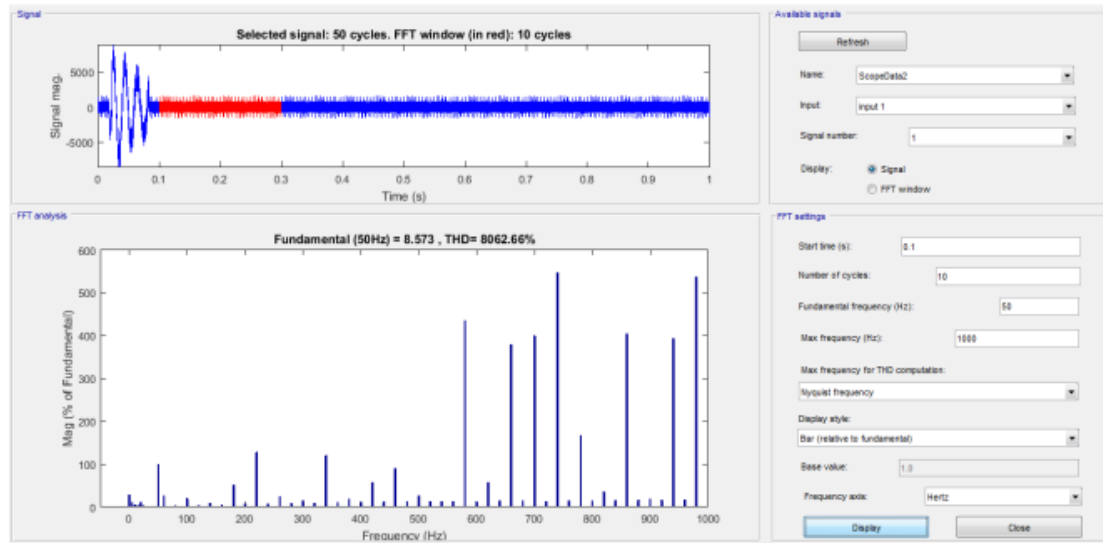 Signal
Selected signal: 50 cycles. FFT window (in red): 10 cycles
Signal mag.
5000
0
-5000
0 0.1 0.2 0.3 0.4 0.5 0.6 0.7 0.8 0.9 1
Time (s)
FFT analysis
Fundamental (50Hz) = 8.573 , THD= 8062.66%
Mag (% of Fundamental)
600
500
400
300
200
100
0
0 100 200 300 400 500 600 700 800 900 1000
Frequency (Hz)
Available signals
Refresh
Name: ScopeData2
Input: input 1
Signal number: 1
Display: Signal
FFT window
FFT settings
Start time (s): 0.1
Number of cycles: 10
Fundamental frequency (Hz): 50
Max frequency (Hz): 1000
Max frequency for THD computation:
Nyquist frequency
Display style:
Bar (relative to fundamental)
Base value: 1.0
Frequency axis: Hertz
Display Close